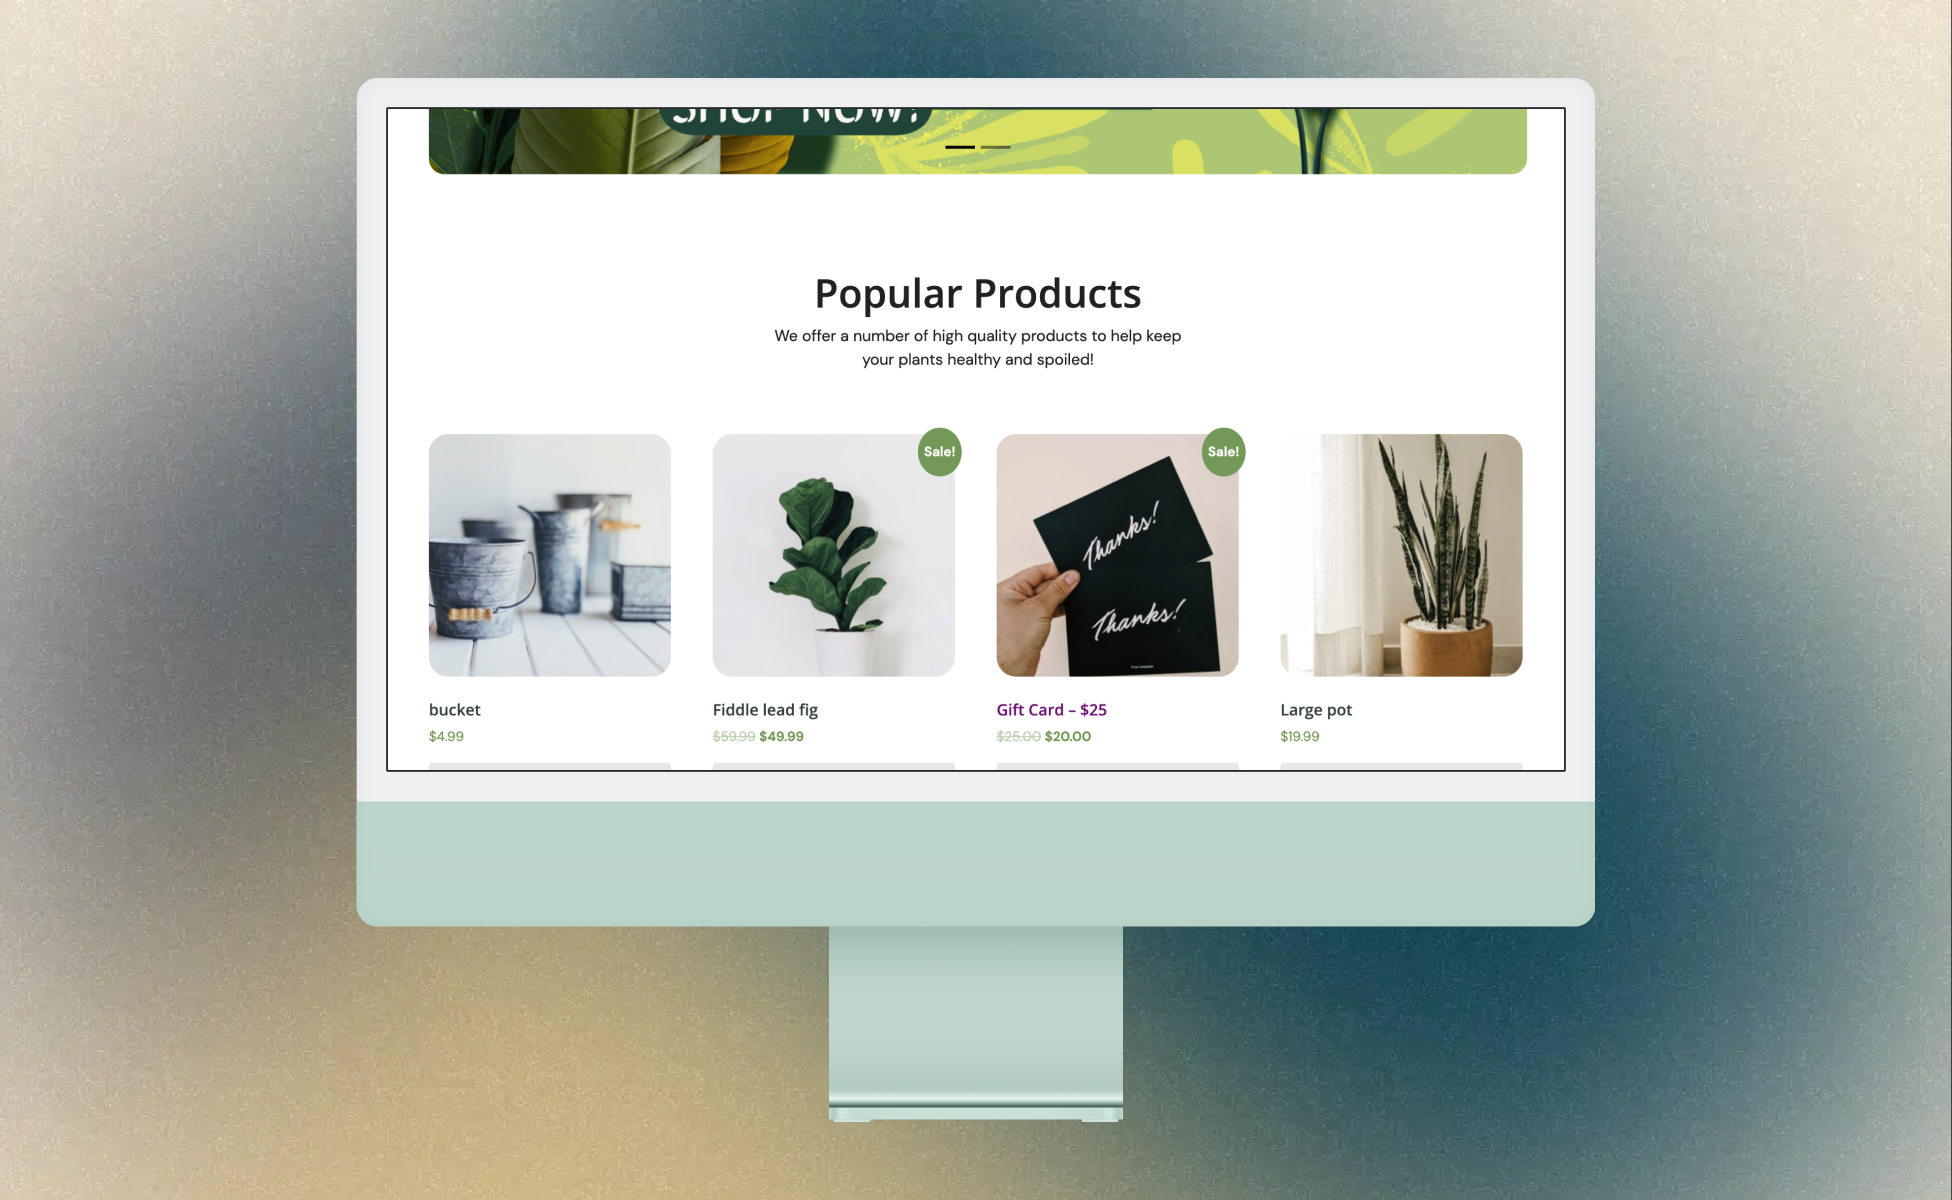 SHOP NOW!
Popular Products
We offer a number of high quality products to help keep
your plants healthy and spoiled!
Sale!
Sale!
Thanks!
Thanks!
bucket
Fiddle lead fig
Gift Card – $25
Large pot
$4.99
$59.99 $49.99
$25.00 $20.00
$19.99